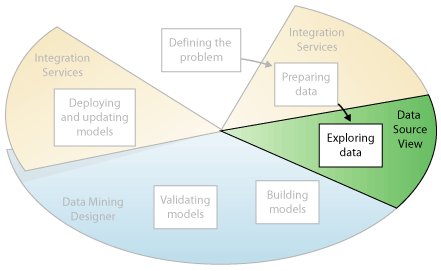 Defining the
problem
Integration
Services
Preparing
data
Data
Source
View
Exploring
data
Building
models
Validating
models
Data Mining
Designer
Deploying
and updating
models
Integration
Services